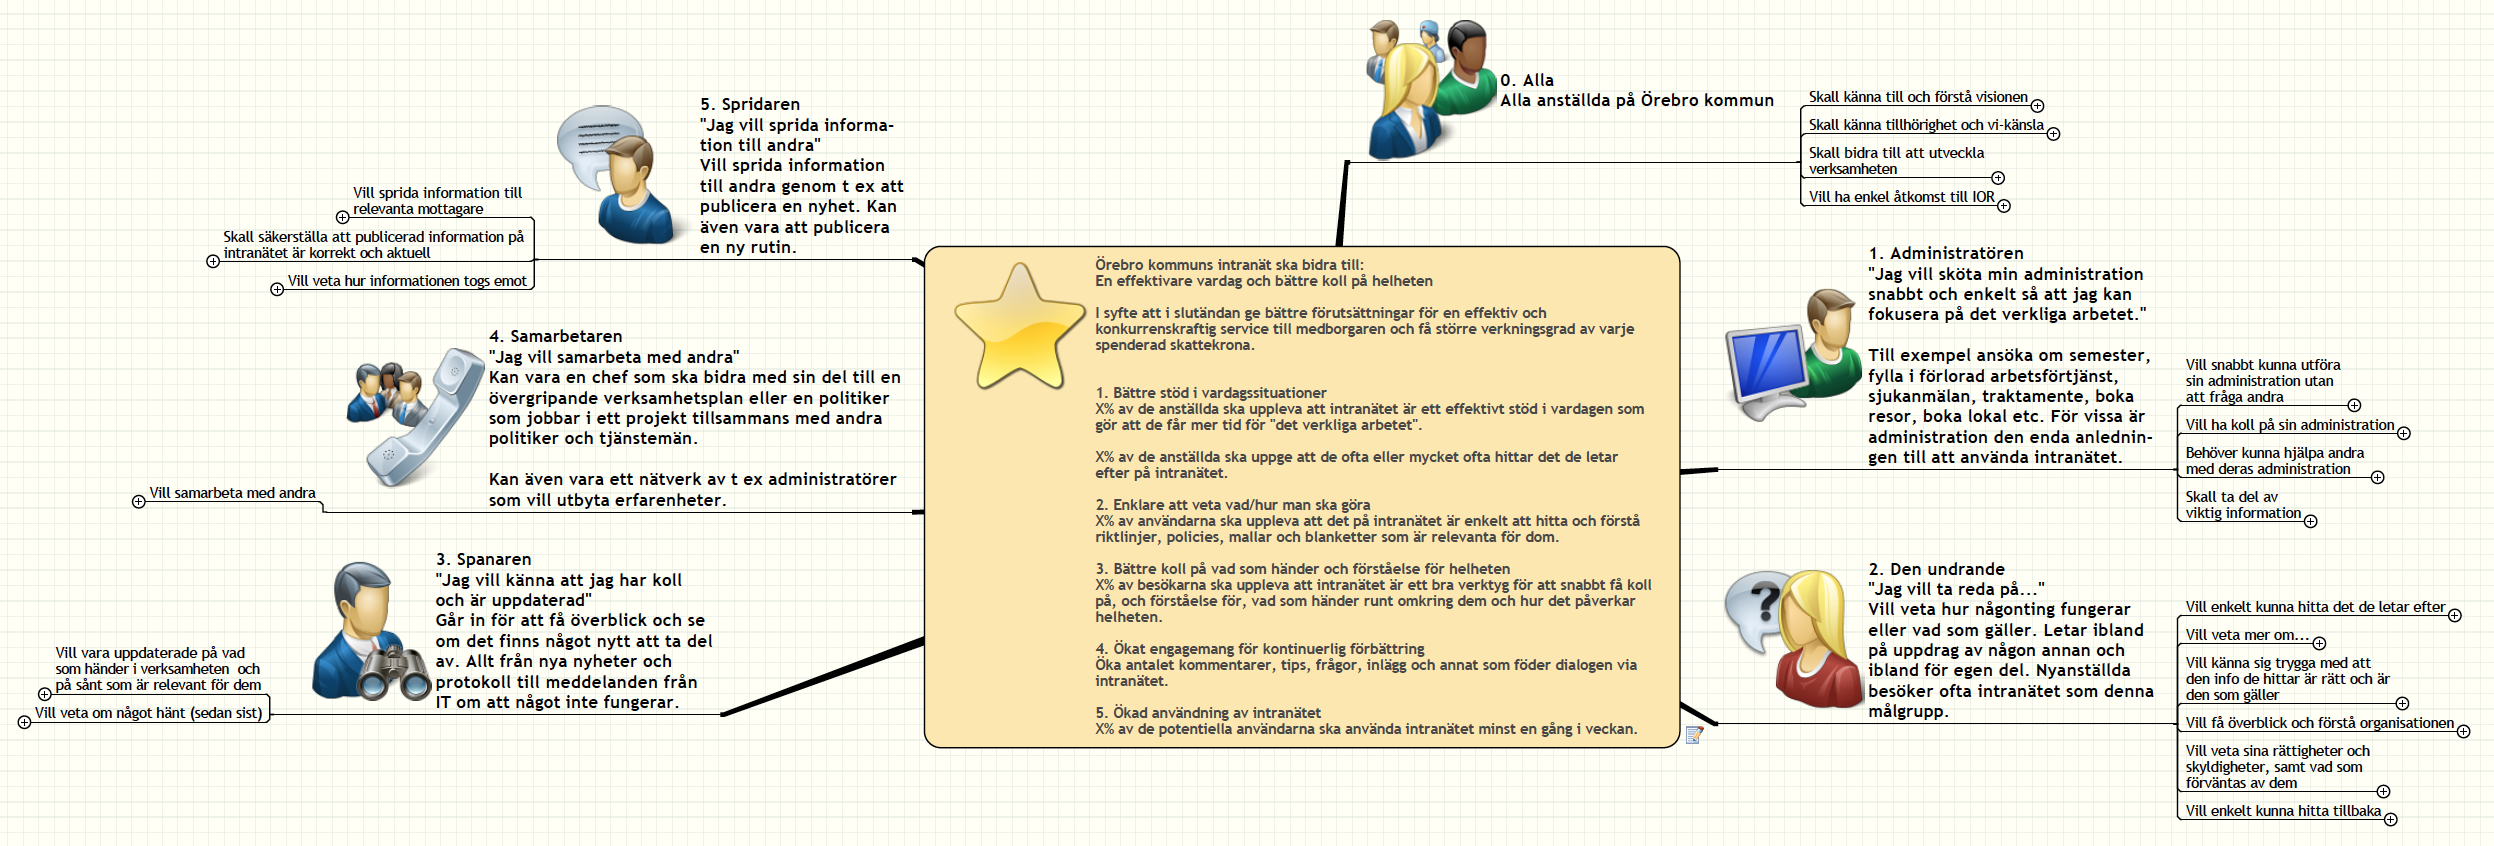 0. Alla
Alla anställda på Örebro kommun
Skall känna till och förstå visionen
Skall känna tillhörighet och vi-känsla
Skall bidra till att utveckla
verksamheten
Vill ha enkel åtkomst till IOR
5. Spridaren
"Jag vill sprida informa-
tion till andra"
Vill sprida information
till andra genom t ex att
publicera en nyhet. Kan
även vara att publicera
en ny rutin.
Vill sprida information till
relevanta mottagare
Skall säkerställa att publicerad information på
intranätet är korrekt och aktuell
Vill veta hur informationen togs emot
4. Samarbetaren
"Jag vill samarbeta med andra"
Kan vara en chef som ska bidra med sin del till en
övergripande verksamhetsplan eller en politiker
som jobbar i ett projekt tillsammans med andra
politiker och tjänstemän.
Kan även vara ett nätverk av t ex administratörer
som vill utbyta erfarenheter.
Vill samarbeta med andra
3. Spanaren
"Jag vill känna att jag har koll
och är uppdaterad"
Går in för att få överblick och se
om det finns något nytt att ta del
av. Allt från nya nyheter och
protokoll till meddelanden från
IT om att något inte fungerar.
Vill vara uppdaterade på vad
som händer i verksamheten och
på sånt som är relevant för dem
Vill veta om något hänt (sedan sist)
Örebro kommuns intranät ska bidra till:
En effektivare vardag och bättre koll på helheten
I syfte att i slutändan ge bättre förutsättningar för en effektiv och
konkurrenskraftig service till medborgaren och få större verkningsgrad av varje
spenderad skattekrona.
1. Bättre stöd i vardagssituationer
X% av de anställda ska uppleva att intranätet är ett effektivt stöd i vardagen som
gör att de får mer tid för "det verkliga arbetet".
X% av de anställda ska uppge att de ofta eller mycket ofta hittar det de letar
efter på intranätet.
2. Enklare att veta vad/hur man ska göra
X% av användarna ska uppleva att det på intranätet är enkelt att hitta och förstå
riktlinjer, policies, mallar och blanketter som är relevanta för dom.
3. Bättre koll på vad som händer och förståelse för helheten
X% av besökarna ska uppleva att intranätet är ett bra verktyg för att snabbt få koll
på, och förståelse för, vad som händer runt omkring dem och hur det påverkar
helheten.
4. Ökat engagemang för kontinuerlig förbättring
Öka antalet kommentarer, tips, frågor, inlägg och annat som föder dialogen via
intranätet.
5. Ökad användning av intranätet
X% av de potentiella användarna ska använda intranätet minst en gång i veckan.
1. Administratören
"Jag vill sköta min administration
snabbt och enkelt så att jag kan
fokusera på det verkliga arbetet."
Till exempel ansöka om semester,
fylla i förlorad arbetsförtjänst,
sjukanmälan, traktamente, boka
resor, boka lokal etc. För vissa är
administration den enda anlednin-
gen till att använda intranätet.
Vill snabbt kunna utföra
sin administration utan
att fråga andra
Vill ha koll på sin administration
Behöver kunna hjälpa andra
med deras administration
Skall ta del av
viktig information
2. Den undrande
"Jag vill ta reda på..."
Vill veta hur någonting fungerar
eller vad som gäller. Letar ibland
på uppdrag av någon annan och
ibland för egen del. Nyanställda
besöker ofta intranätet som denna
målgrupp.
Vill enkelt kunna hitta det de letar efter
Vill veta mer om...
Vill känna sig trygga med att
den info de hittar är rätt och är
den som gäller
Vill få överblick och förstå organisationen
Vill veta sina rättigheter och
skyldigheter, samt vad som
förväntas av dem
Vill enkelt kunna hitta tillbaka